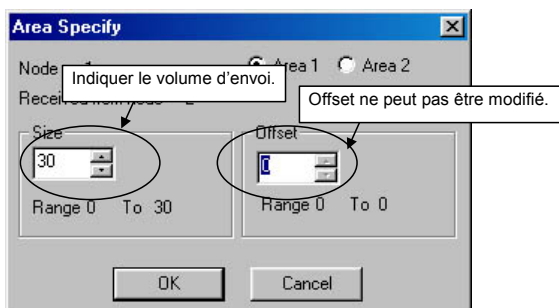 Area Specify
Node
Area 1 Area 2
Indiquer le volume d'envoi.
Offset ne peut pas être modifié.
Size
Offset
30
0
Range 0 To 30
Range 0 To 0
OK
Cancel